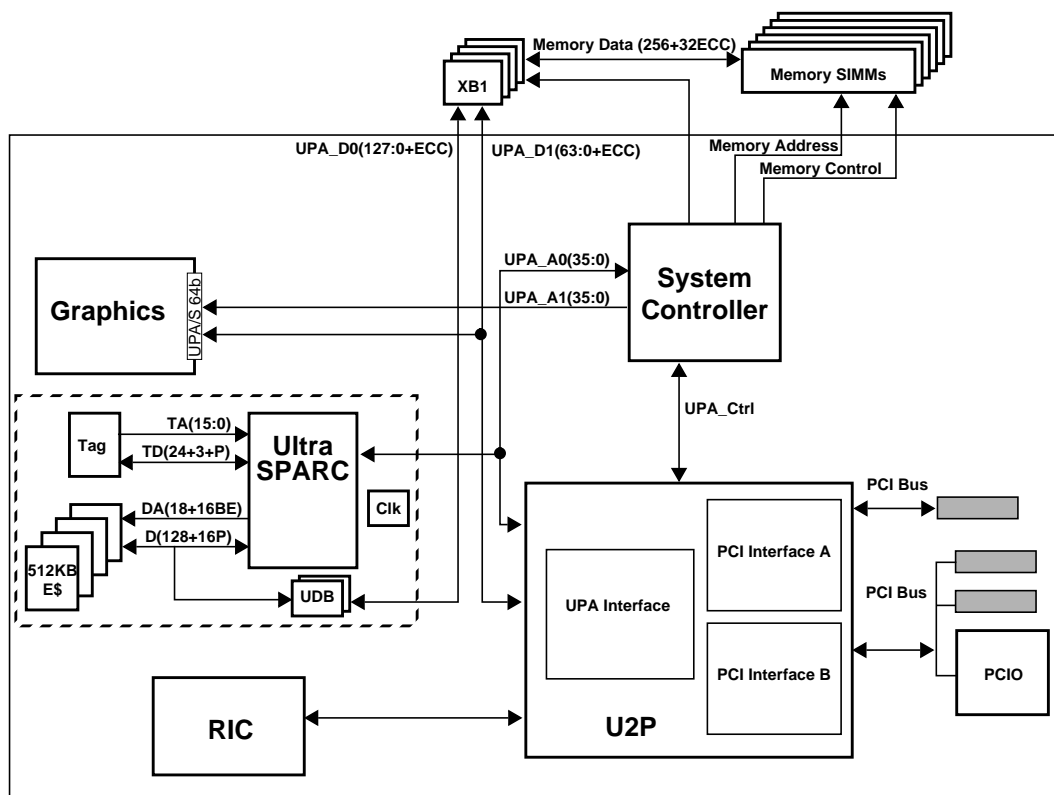 Memory Data (256+32ECC)
XB1
Memory SIMMs
UPA_D0(127:0+ECC)
UPA_D1(63:0+ECC)
Memory Address
Memory Control
Graphics
UPA/S 64b
UPA_A0(35:0)
UPA_A1(35:0)
System
Controller
UPA_Ctrl
Tag
TA(15:0)
TD(24+3+P)
Ultra
SPARC
DA(18+16BE)
D(128+16P)
Clk
512KB
E$
UDB
PCI Bus
PCI Interface A
UPA Interface
PCI Bus
PCI Interface B
PCIO
RIC
U2P